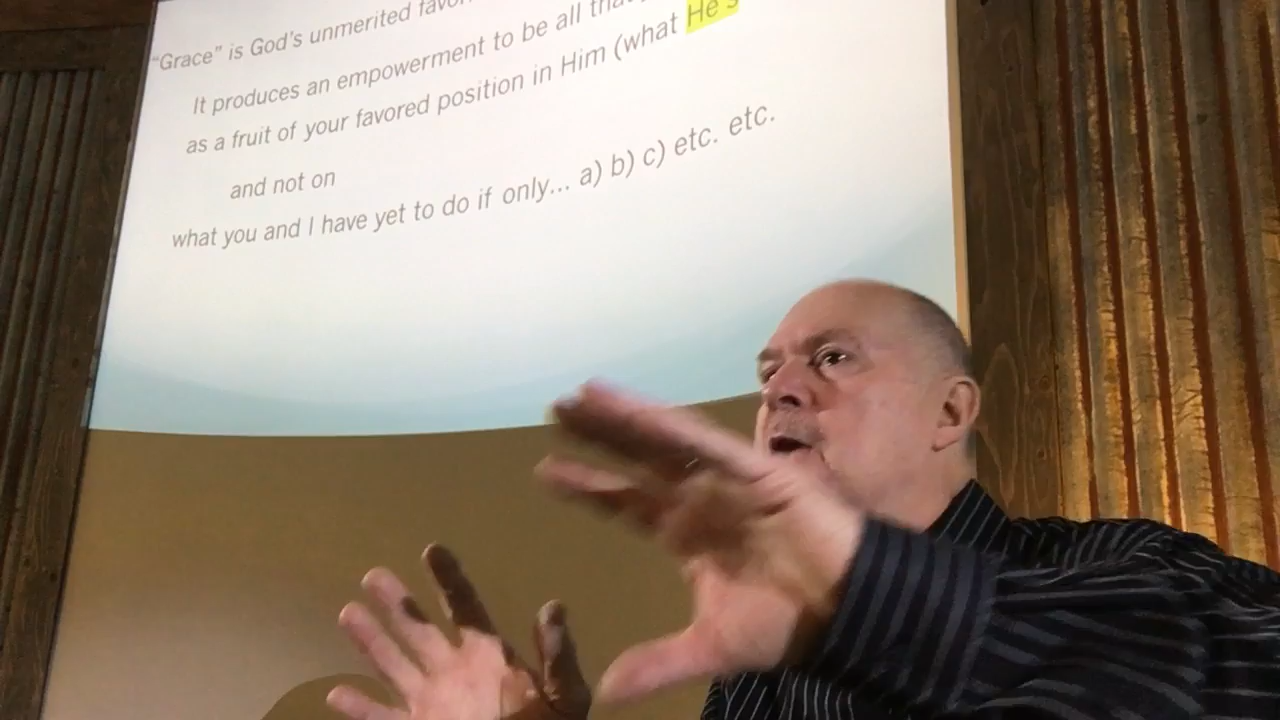 “Grace” is God’s unmerited
It produces an empowerment to be all
as a fruit of your favored position in Him (what He’s
and not on
what you and I have yet to do if only... a) b) c) etc. etc.